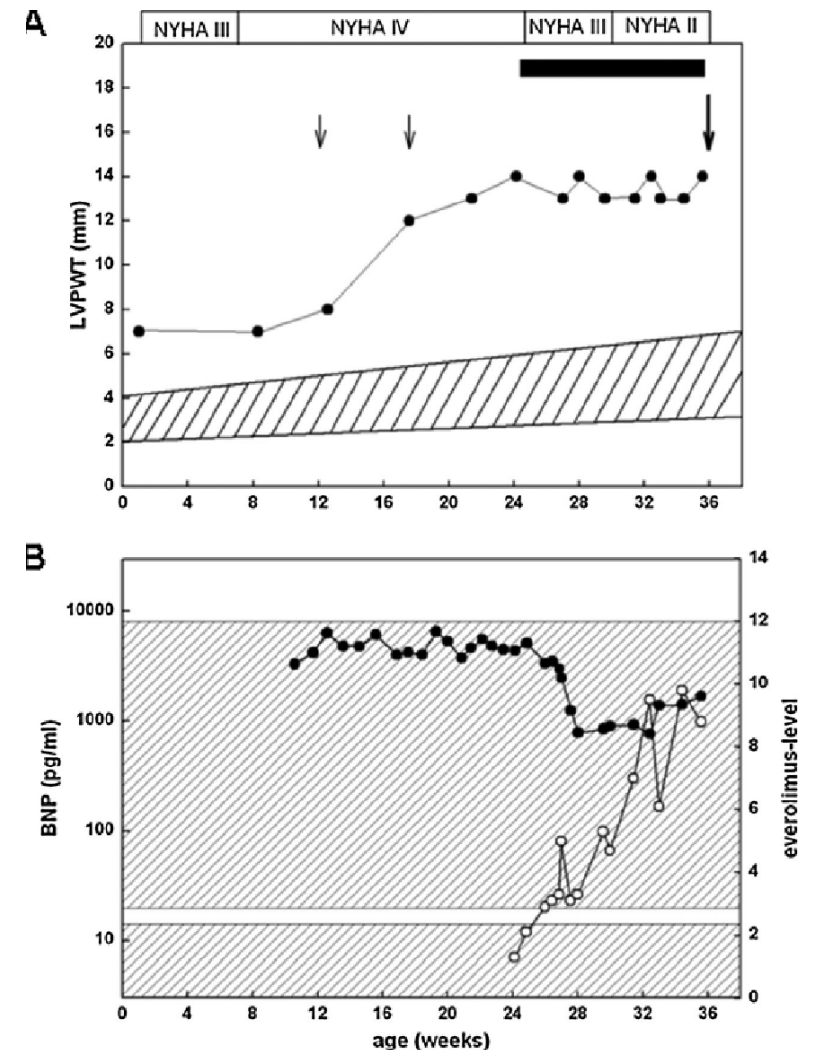 A
NYHA III NYHA IV NYHA III NYHA II
20
18
16
14
12
10
8
6
4
2
0
LVPWT (mm)
0 4 8 12 16 20 24 28 32 36
B
10000
1000
100
10
BNP (pg/ml)
14
12
10
8
6
4
2
0
everolimus-level
0 4 8 12 16 20 24 28 32 36
age (weeks)